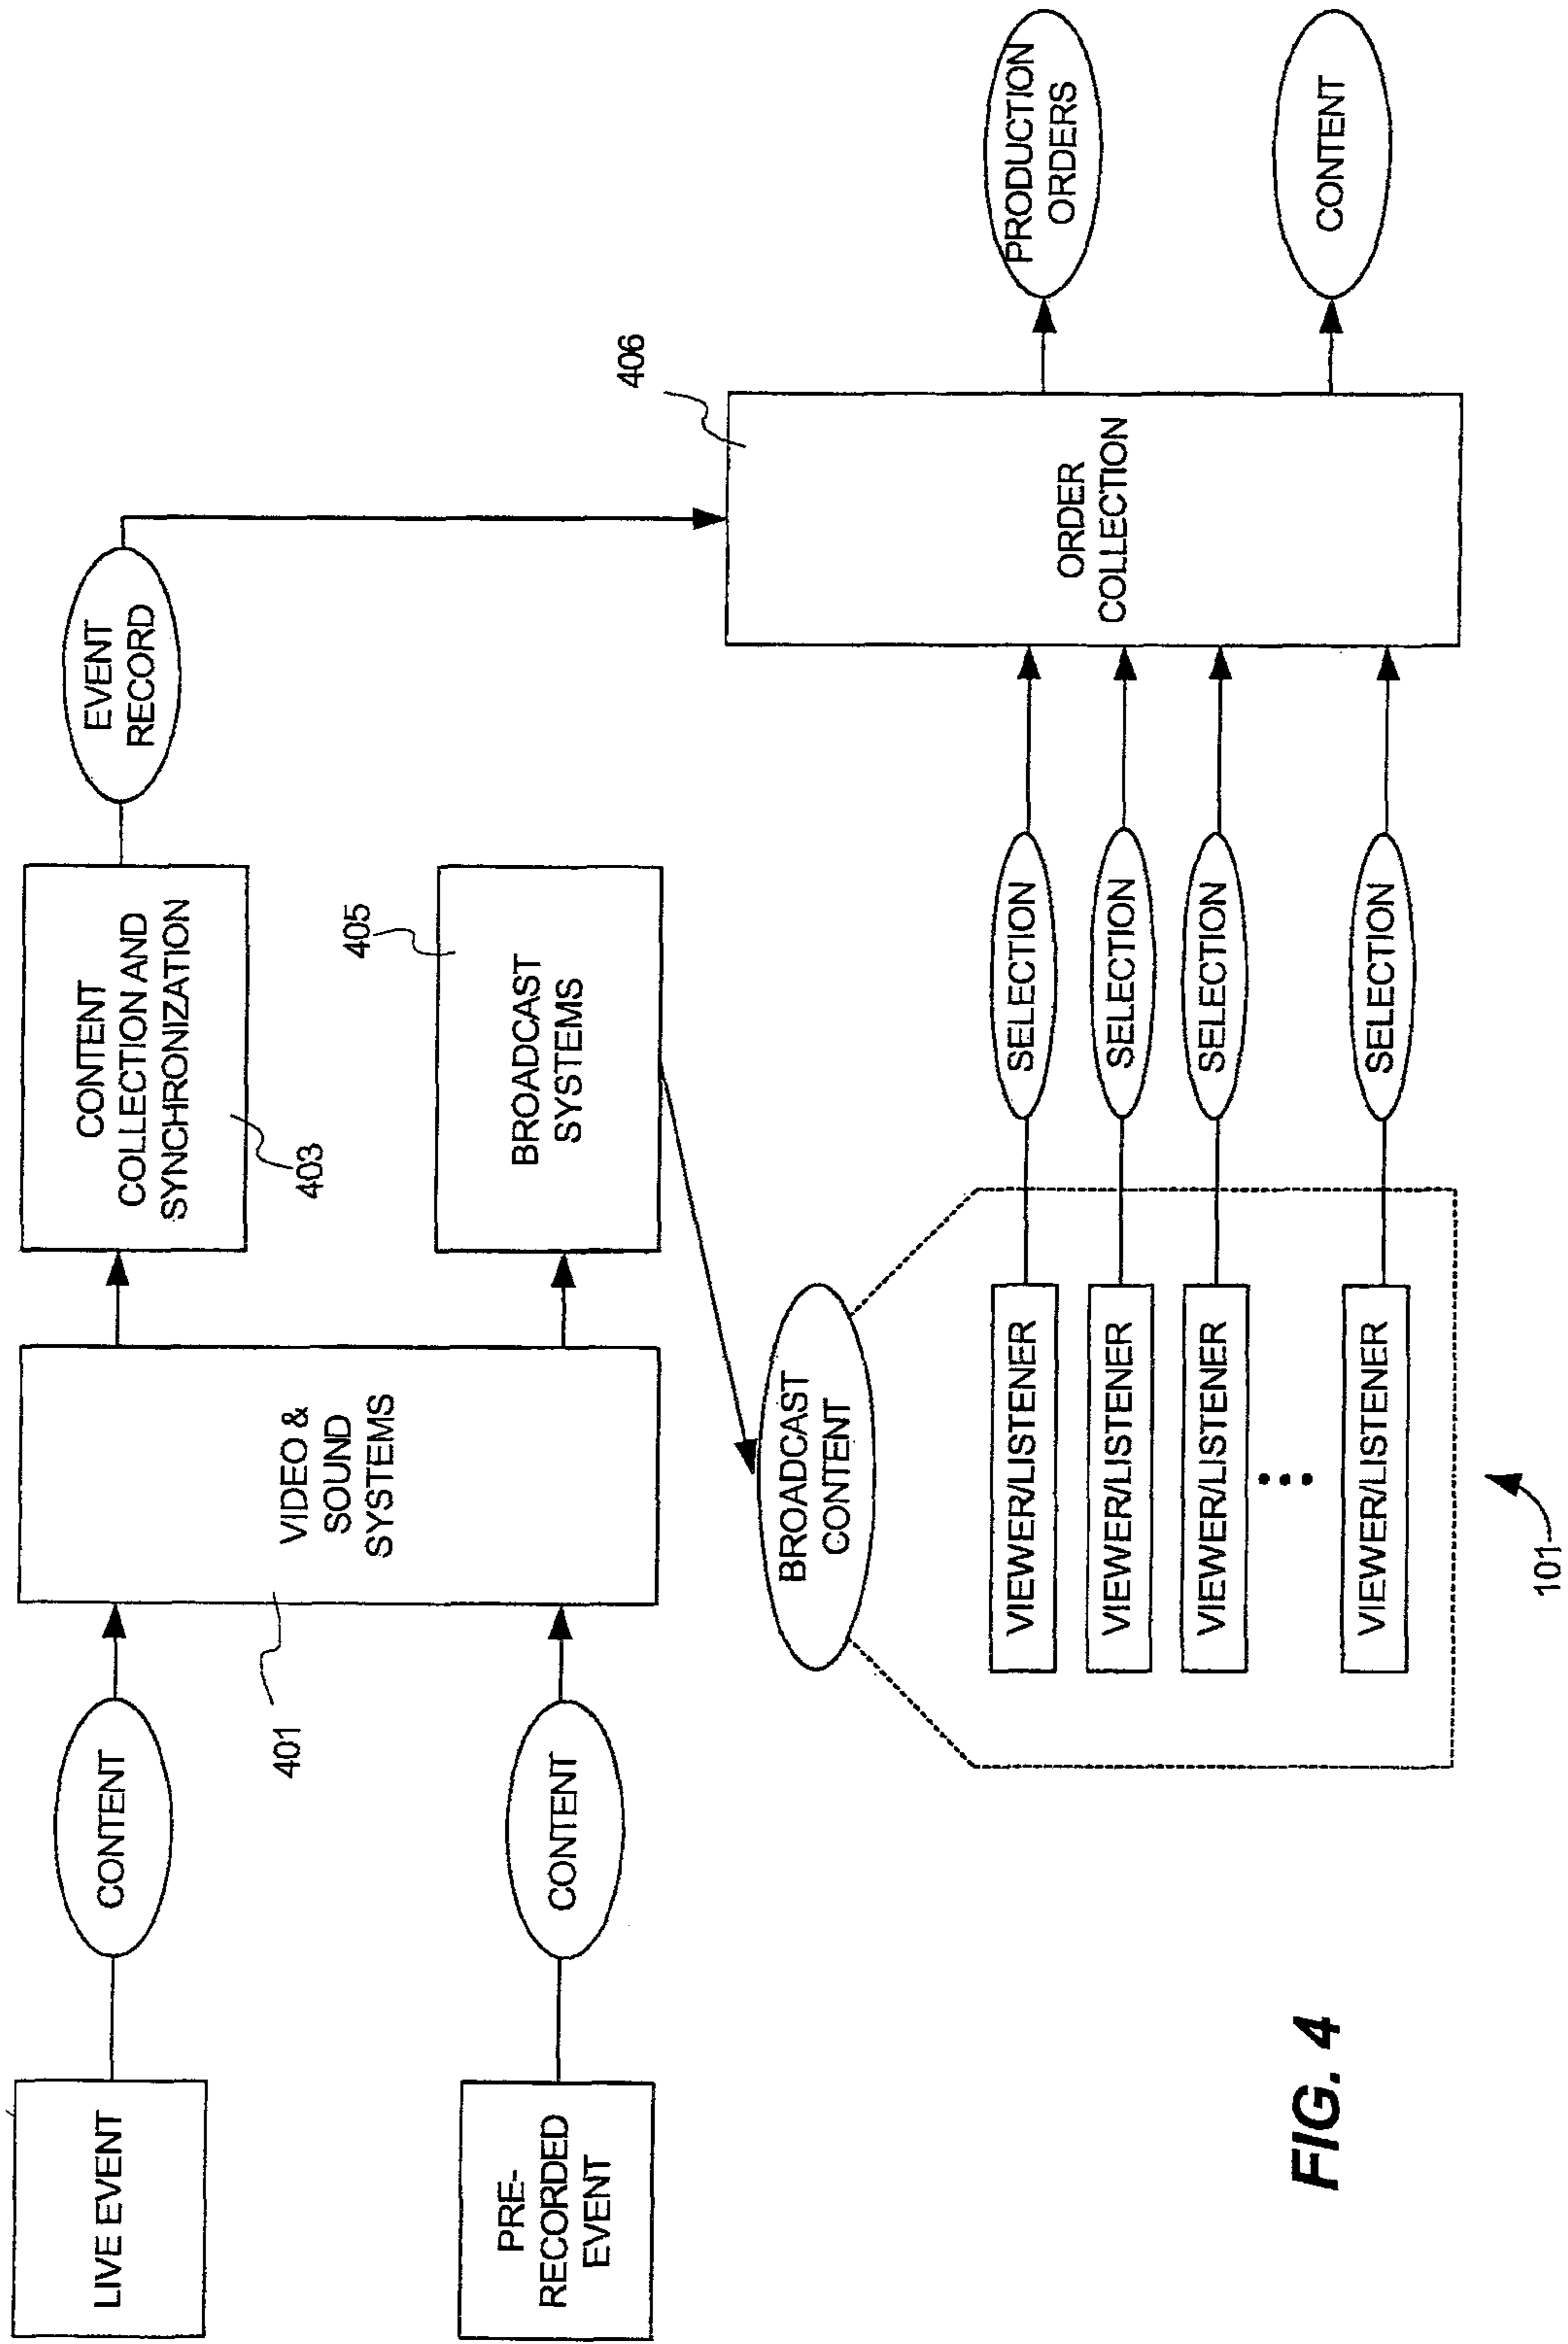 LIVE EVENT
CONTENT
401
VIDEO &
SOUND
SYSTEMS
CONTENT
COLLECTION AND
SYNCHRONIZATION
403
EVENT
RECORD
PRE-
RECORDED
EVENT
CONTENT
BROADCAST
SYSTEMS
405
406
BROADCAST
CONTENT
VIEWER/LISTENER
SELECTION
VIEWER/LISTENER
SELECTION
VIEWER/LISTENER
SELECTION
VIEWER/LISTENER
SELECTION
ORDER
COLLECTION
PRODUCTION
ORDERS
CONTENT
101
FIG. 4